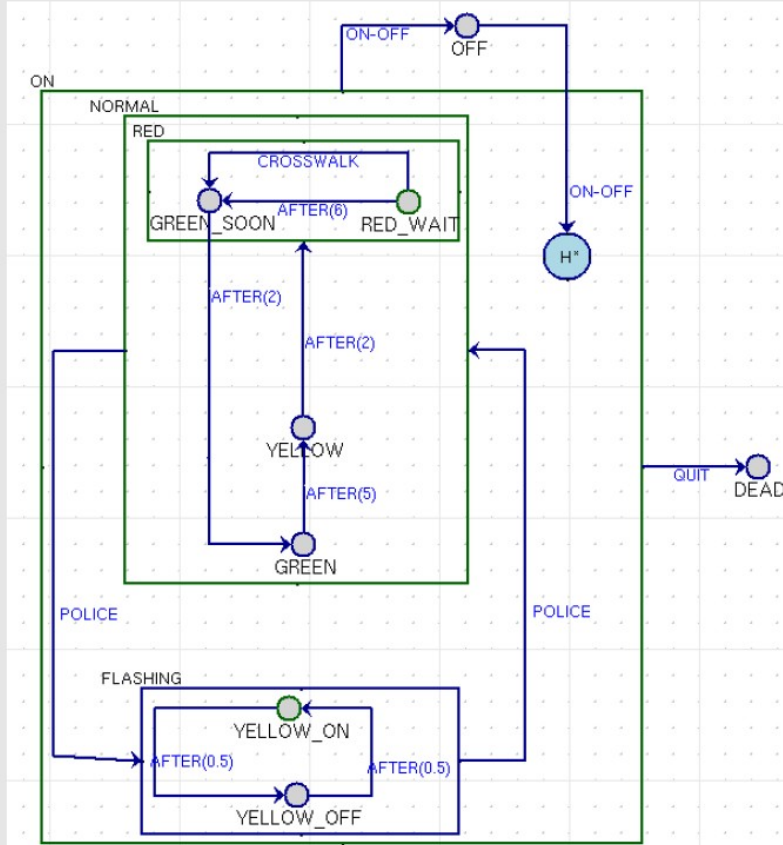 ON-OFF
OFF
ON
NORMAL
RED
CROSSWALK
ON-OFF
AFTER(6)
GREEN_SOON
RED_WAIT
H*
AFTER(2)
AFTER(2)
YELLOW
QUIT
DEAD
AFTER(5)
GREEN
POLICE
POLICE
FLASHING
YELLOW_ON
AFTER(0.5)
AFTER(0.5)
YELLOW_OFF